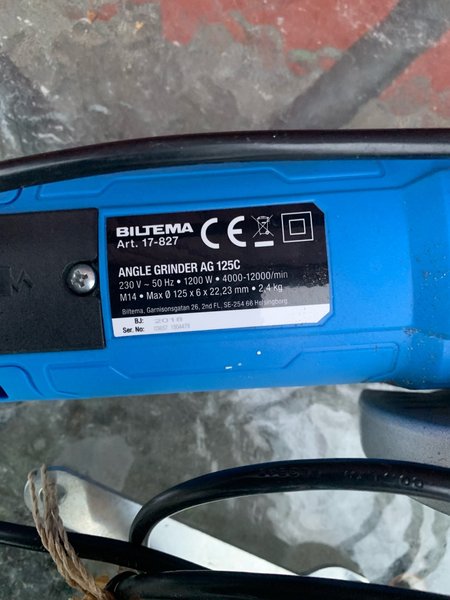 BILTEMA
Art. 17-827
CE
ANGLE GRINDER AG 125C
230 V ~ 50 Hz • 1200 W • 4000-12000/min
M14 • Max Ø 125 x 6 x 22,23 mm • 2,4 kg
Biltema, Garnisonsgatan 26, 2nd FL, SE-254 66 Helsingborg
BJ: 2018
Ser. No: